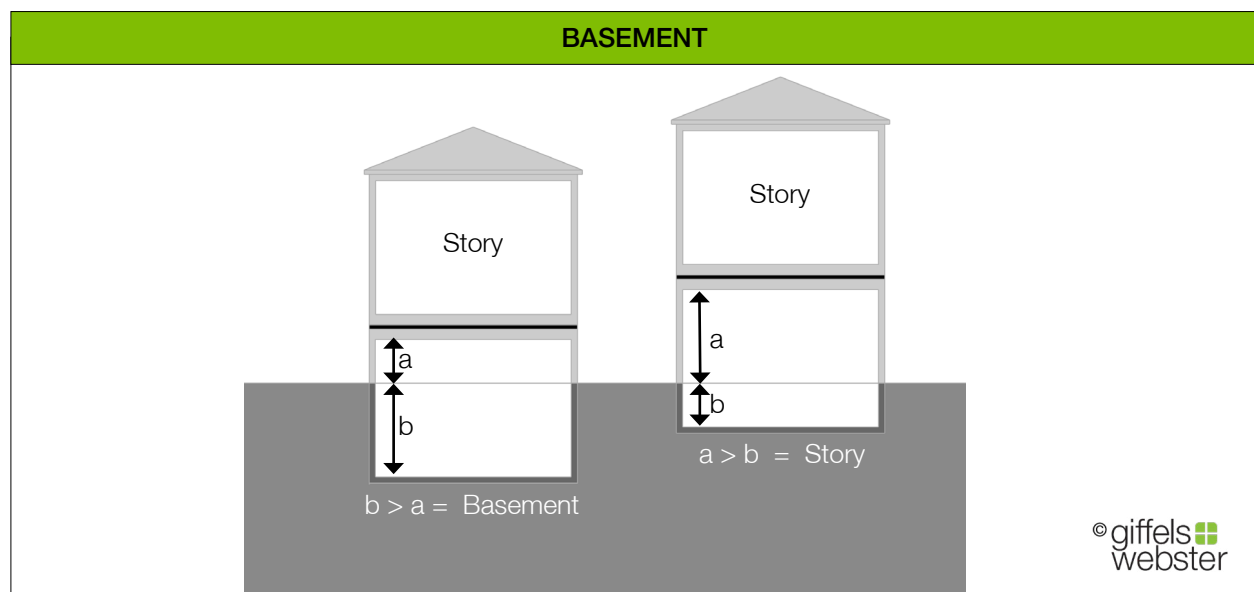 BASEMENT
Story
a
b
b > a = Basement
Story
a
b
a > b = Story
© giffels
webster